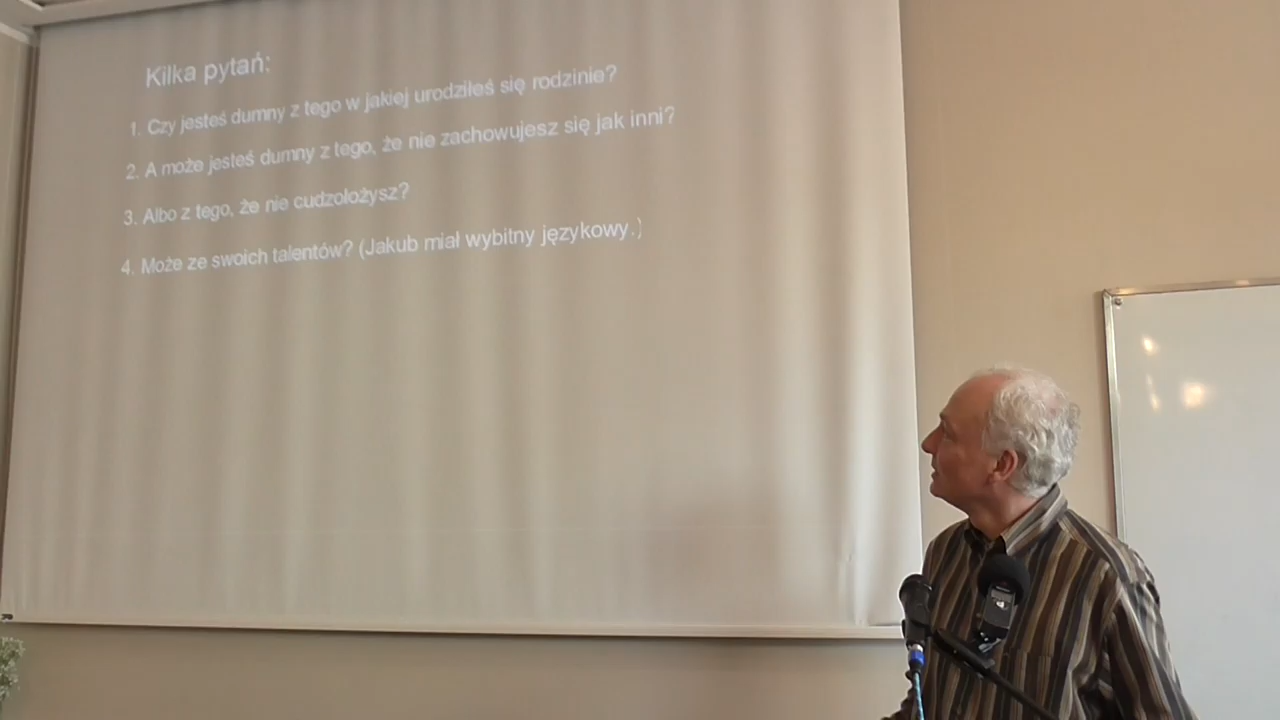 Kilka pytań:
1. Czy jesteś dumny z tego w jakiej urodziłeś się rodzinie?
2. A może jesteś dumny z tego, że nie zachowujesz się jak inni?
3. Albo z tego, że nie cudzołożysz?
4. Może ze swoich talentów? (Jakub miał wybitny językowy.)